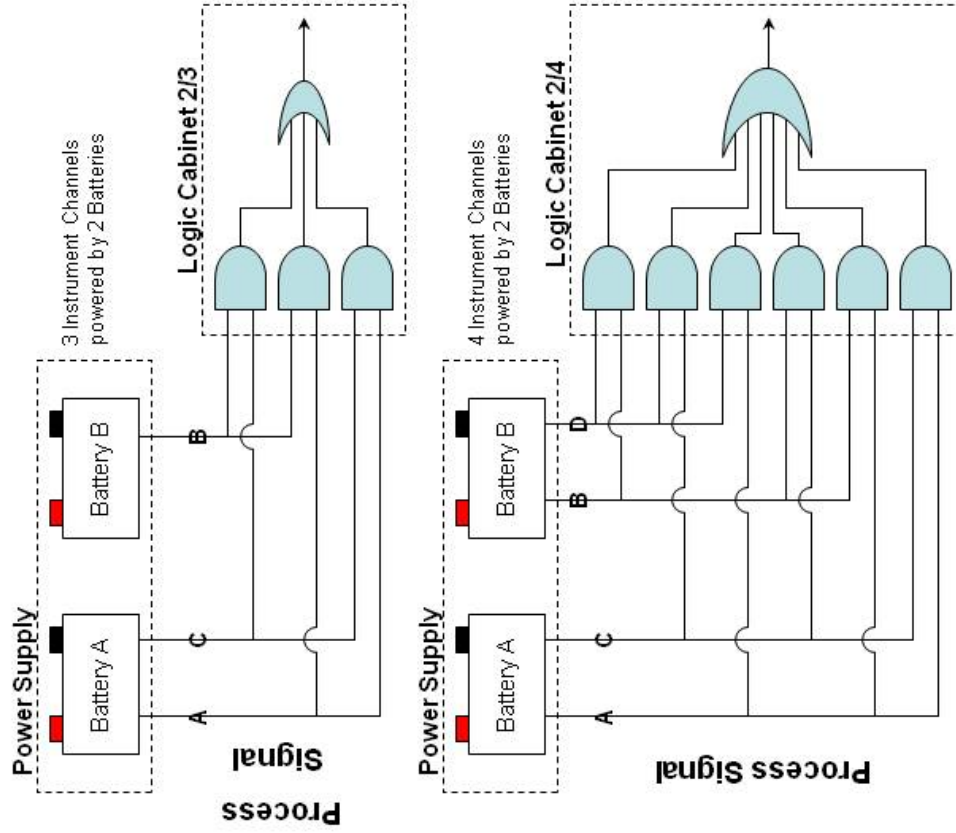 Power Supply
Battery A
Battery B
3 Instrument Channels
powered by 2 Batteries
Logic Cabinet 2/3
A
C
B
Process
Signal
Power Supply
Battery A
Battery B
4 Instrument Channels
powered by 2 Batteries
Logic Cabinet 2/4
A
C
B
D
Process Signal